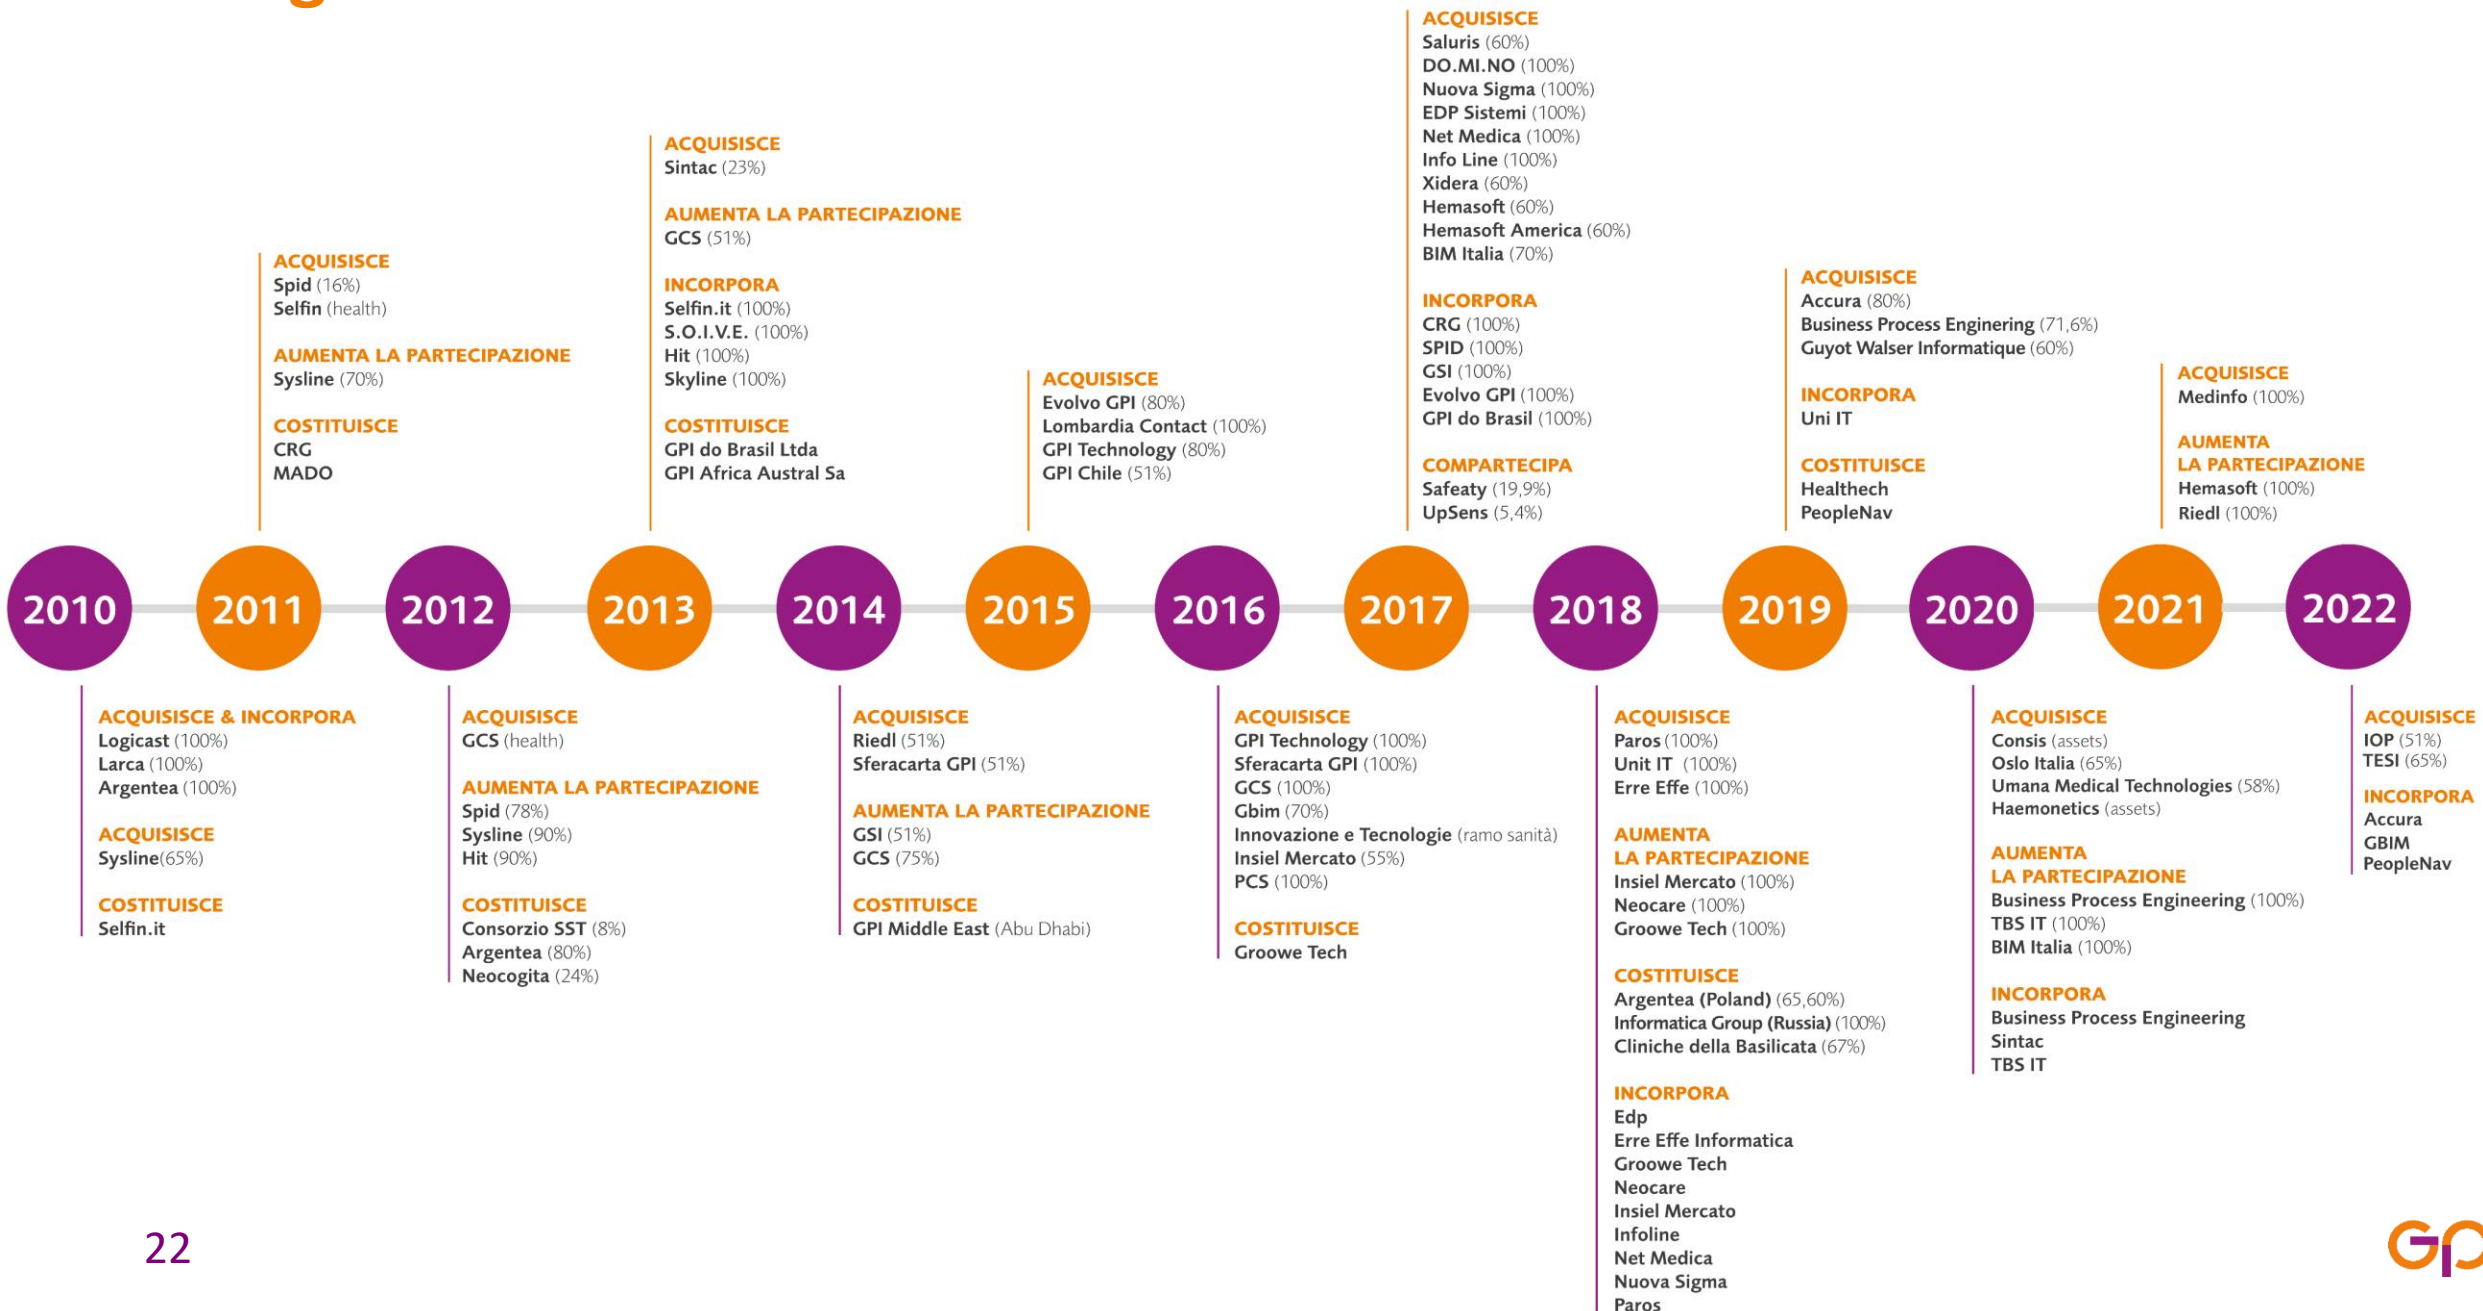 ACQUISISCE
Saluris (60%)
DO.MI.NO (100%)
Nuova Sigma (100%)
EDP Sistemi (100%)
Net Medica (100%)
Info Line (100%)
Xidera (60%)
Hemasoft (60%)
Hemasoft America (60%)
BIM Italia (70%)
INCORPORA
CRG (100%)
SPID (100%)
GSI (100%)
Evolvo GPI (100%)
GPI do Brasil (100%)
COMPARTECIPA
Safeaty (19,9%)
UpSens (5,4%)
ACQUISISCE
Sintac (23%)
AUMENTA LA PARTECIPAZIONE
GCS (51%)
INCORPORA
Selfin.it (100%)
S.O.I.V.E. (100%)
Hit (100%)
Skyline (100%)
COSTITUISCE
GPI do Brasil Ltda
GPI Africa Austral Sa
ACQUISISCE
Spid (16%)
Selfin (health)
AUMENTA LA PARTECIPAZIONE
Sysline (70%)
COSTITUISCE
CRG
MADO
ACQUISISCE
Evolvo GPI (80%)
Lombardia Contact (100%)
GPI Technology (80%)
GPI Chile (51%)
ACQUISISCE
Accura (80%)
Business Process Enginering (71,6%)
Guyot Walser Informatique (60%)
INCORPORA
Uni IT
COSTITUISCE
Healthech
PeopleNav
ACQUISISCE
Medinfo (100%)
AUMENTA
LA PARTECIPAZIONE
Hemasoft (100%)
Riedl (100%)
2010 2011 2012 2013 2014 2015 2016 2017 2018 2019 2020 2021 2022
ACQUISISCE & INCORPORA
Logicast (100%)
Larca (100%)
Argentea (100%)
ACQUISISCE
Sysline(65%)
COSTITUISCE
Selfin.it
ACQUISISCE
GCS (health)
AUMENTA LA PARTECIPAZIONE
Spid (78%)
Sysline (90%)
Hit (90%)
COSTITUISCE
Consorzio SST (8%)
Argentea (80%)
Neocogita (24%)
ACQUISISCE
Riedl (51%)
Sferacarta GPI (51%)
AUMENTA LA PARTECIPAZIONE
GSI (51%)
GCS (75%)
COSTITUISCE
GPI Middle East (Abu Dhabi)
ACQUISISCE
GPI Technology (100%)
Sferacarta GPI (100%)
GCS (100%)
Gbim (70%)
Innovazione e Tecnologie (ramo sanità)
Insiel Mercato (55%)
PCS (100%)
COSTITUISCE
Groowe Tech
ACQUISISCE
Paros (100%)
Unit IT (100%)
Erre Effe (100%)
AUMENTA
LA PARTECIPAZIONE
Insiel Mercato (100%)
Neocare (100%)
Groowe Tech (100%)
COSTITUISCE
Argentea (Poland) (65,60%)
Informatica Group (Russia) (100%)
Cliniche della Basilicata (67%)
INCORPORA
Edp
Erre Effe Informatica
Groowe Tech
Neocare
Insiel Mercato
Infoline
Net Medica
Nuova Sigma
Paros
ACQUISISCE
Consis (assets)
Oslo Italia (65%)
Umana Medical Technologies (58%)
Haemonetics (assets)
AUMENTA
LA PARTECIPAZIONE
Business Process Engineering (100%)
TBS IT (100%)
BIM Italia (100%)
INCORPORA
Business Process Engineering
Sintac
TBS IT
ACQUISISCE
IOP (51%)
TESI (65%)
INCORPORA
Accura
GBIM
PeopleNav
22